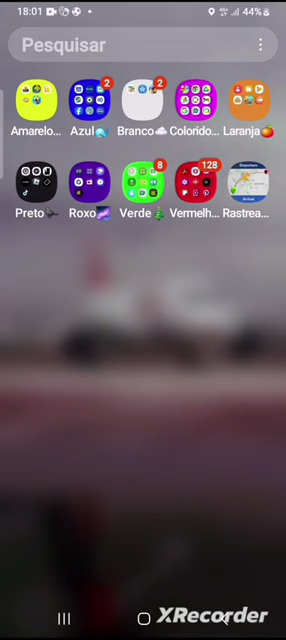 18:01 44%
Pesquisar
2 2
Amarelo... Azul Branco Colorido... Laranja
8 128
Preto Roxo Verde Vermelh... Rastrea...
XRecorder